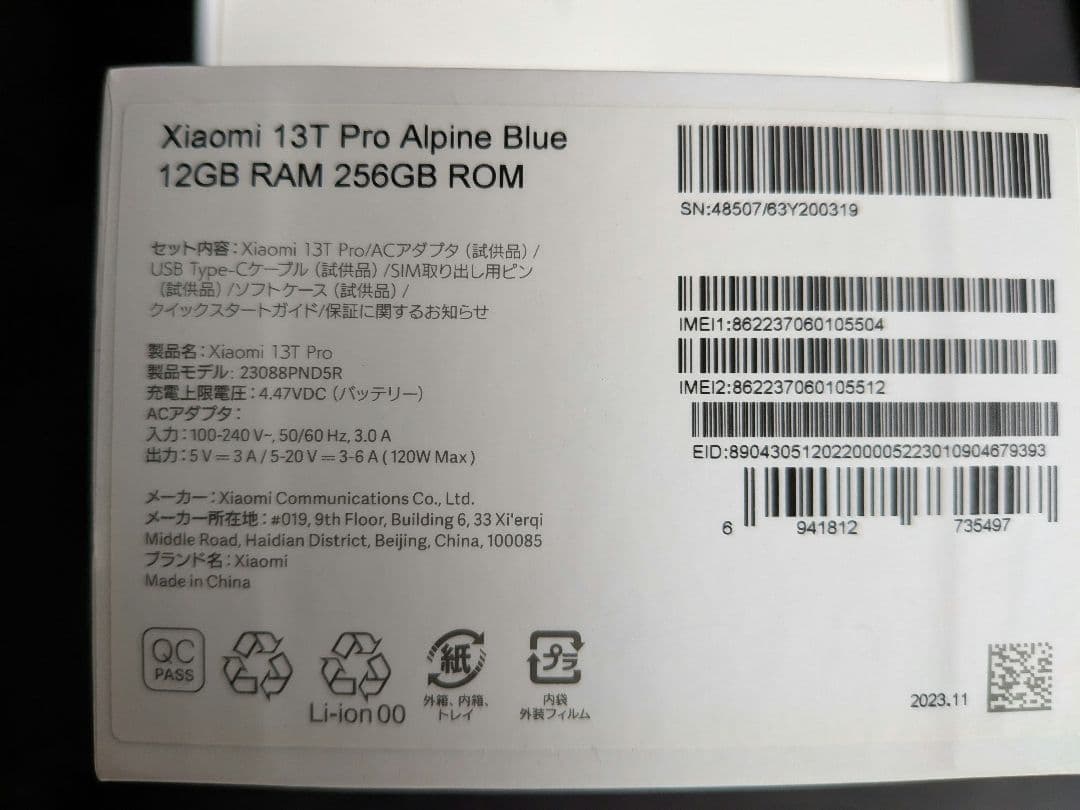 Xiaomi 13T Pro Alpine Blue
12GB RAM 256GB ROM
SN:48507/63Y200319
セット内容:Xiaomi 13T Pro/ACアダプタ（試供品）/
USB Type-Cケーブル（試供品）/SIM取り出し用ピン
（試供品）/ソフトケース（試供品）/
クイックスタートガイド/保証に関するお知らせ
IMEI1:862237060105504
IMEI2:862237060105512
製品名:Xiaomi 13T Pro
製品モデル: 23088PND5R
充電上限電圧:4.47VDC（バッテリー）
ACアダプタ:
入力:100-240 V~, 50/60 Hz, 3.0 A
出力:5 V⎓3 A / 5-20 V⎓3-6 A ( 120W Max )
EID:89043051202200005223010904679393
6 941812 735497
メーカー:Xiaomi Communications Co., Ltd.
メーカー所在地:#019, 9th Floor, Building 6, 33 Xi'erqi
Middle Road, Haidian District, Beijing, China, 100085
ブランド名:Xiaomi
Made in China
QC
PASS
Li-ion 00
紙
外箱、内箱、
トレイ
プラ
内袋
外装フィルム
2023.11